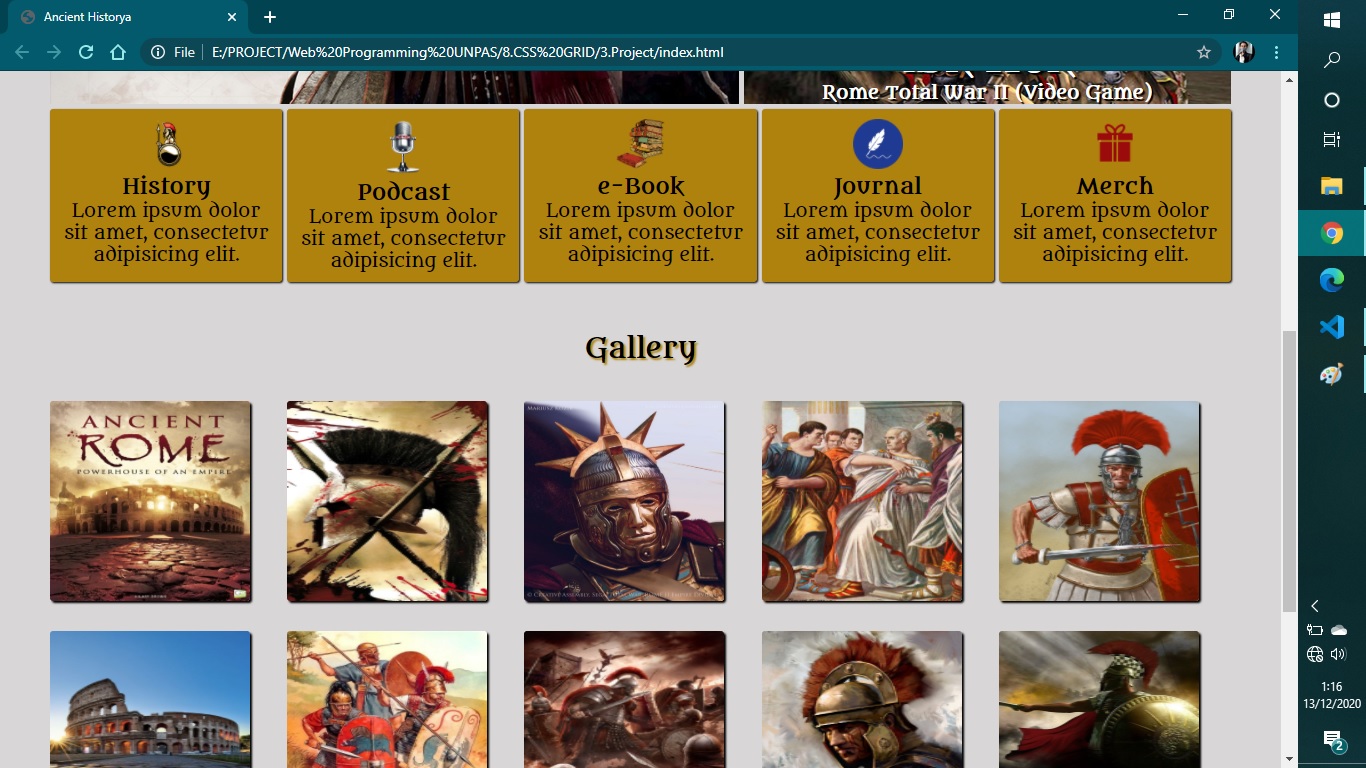 Ancient Historya
File
E:/PROJECT/Web%20Programming%20UNPAS/8.CSS%20GRID/3.Project/index.html
Rome Total War II (Video Game)
History
Lorem ipsum dolor
sit amet, consectetur
adipisicing elit.
Podcast
Lorem ipsum dolor
sit amet, consectetur
adipisicing elit.
e-Book
Lorem ipsum dolor
sit amet, consectetur
adipisicing elit.
Journal
Lorem ipsum dolor
sit amet, consectetur
adipisicing elit.
Merch
Lorem ipsum dolor
sit amet, consectetur
adipisicing elit.
Gallery
ANCIENT
ROME
POWERHOUSE OF AN EMPIRE
1:16
13/12/2020
2